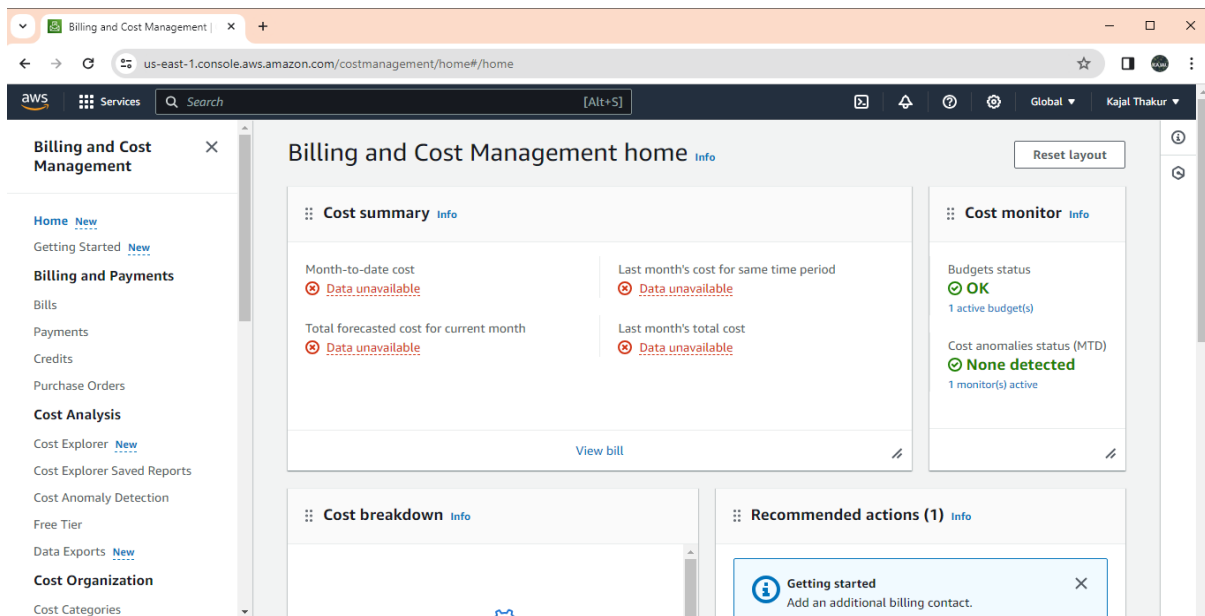 Billing and Cost Management |
us-east-1.console.aws.amazon.com/costmanagement/home#/home
aws
Services
Search
[Alt+S]
Global
Kajal Thakur
Billing and Cost
Management
Home New
Getting Started New
Billing and Payments
Bills
Payments
Credits
Purchase Orders
Cost Analysis
Cost Explorer New
Cost Explorer Saved Reports
Cost Anomaly Detection
Free Tier
Data Exports New
Cost Organization
Cost Categories
Billing and Cost Management home Info
Reset layout
Cost summary Info
Month-to-date cost
Data unavailable
Last month's cost for same time period
Data unavailable
Total forecasted cost for current month
Data unavailable
Last month's total cost
Data unavailable
View bill
Cost monitor Info
Budgets status
OK
1 active budget(s)
Cost anomalies status (MTD)
None detected
1 monitor(s) active
Cost breakdown Info
Recommended actions (1) Info
Getting started
Add an additional billing contact.